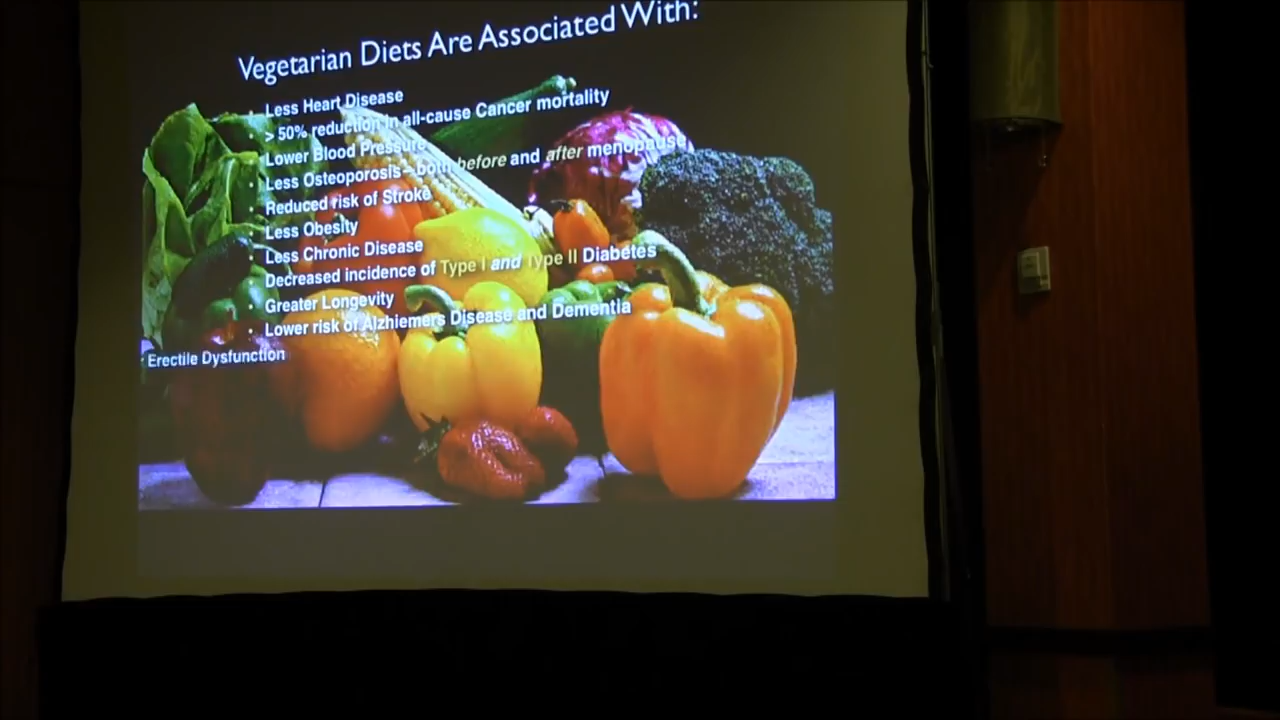 Vegetarian Diets Are Associated With:
• Less Heart Disease
• > 50% reduction in all-cause Cancer mortality
• Lower Blood Pressure
• Less Osteoporosis - both before and after menopause
• Reduced risk of Stroke
• Less Obesity
• Less Chronic Disease
• Decreased incidence of Type I and Type II Diabetes
• Greater Longevity
• Lower risk of Alzhiemers Disease and Dementia
Erectile Dysfunction